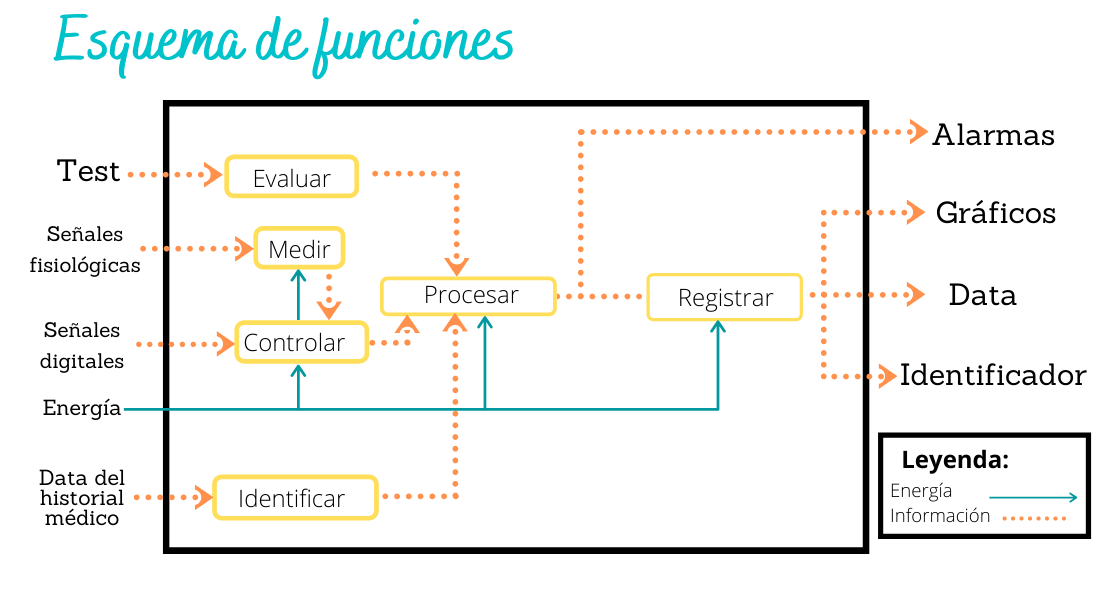 Esquema de funciones
Test
Evaluar
Señales
fisiológicas
Medir
Señales
digitales
Controlar
Energía
Data del
historial
médico
Identificar
Procesar
Registrar
Alarmas
Gráficos
Data
Identificador
Leyenda:
Energía
Información